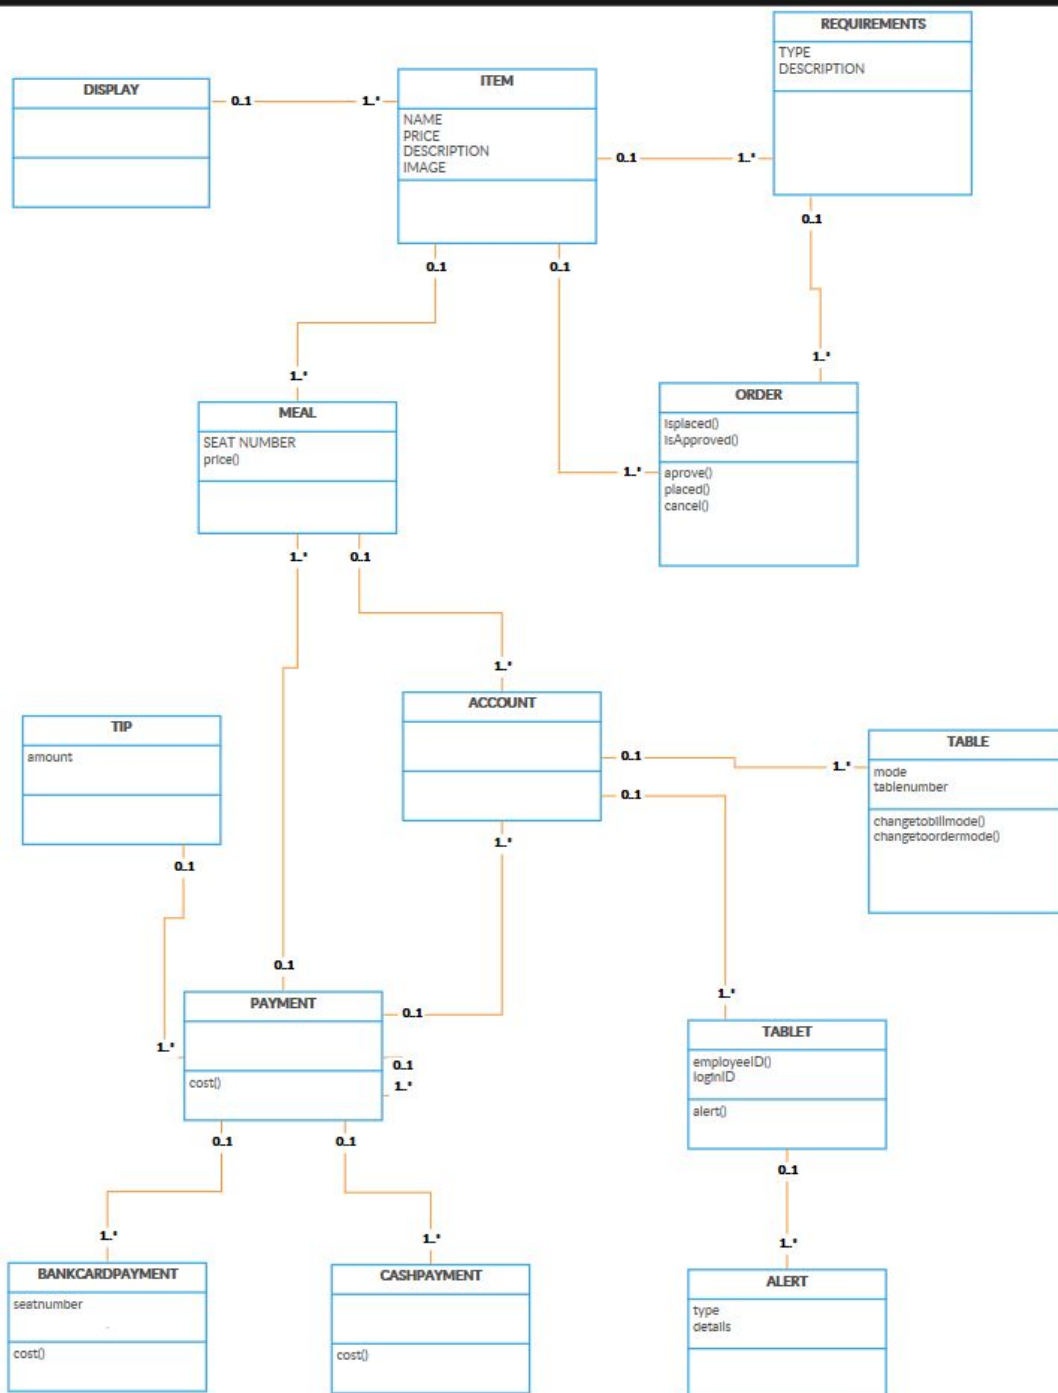 REQUIREMENTS
TYPE
DESCRIPTION
DISPLAY
ITEM
0..1
1..*
NAME
PRICE
DESCRIPTION
IMAGE
0..1
1..*
0..1
0..1
0..1
1..*
1..*
MEAL
SEAT NUMBER
price()
ORDER
Isplaced()
IsApproved()
1..*
aprove()
placed()
cancel()
1..*
0..1
1..*
ACCOUNT
TIP
amount
0..1
1..*
TABLE
mode
tablenumber
0..1
changetobillmode()
changetoordermode()
1..*
0..1
0..1
1..*
PAYMENT
0..1
TABLET
1..*
0..1
employeeID()
loginID
cost()
1..*
alert()
0..1
0..1
0..1
1..*
1..*
1..*
BANKCARDPAYMENT
CASHPAYMENT
ALERT
seatnumber
type
details
cost()
cost()